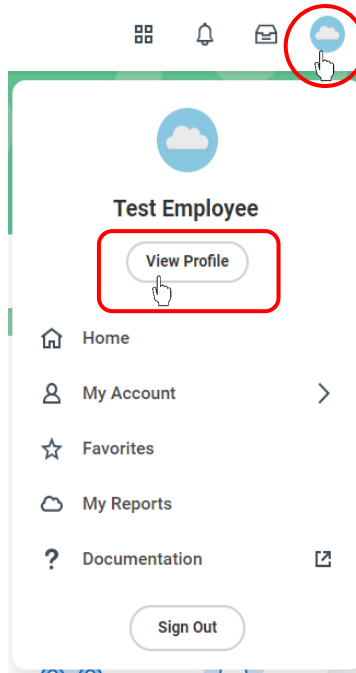 Test Employee
View Profile
Home
My Account
Favorites
My Reports
Documentation
Sign Out